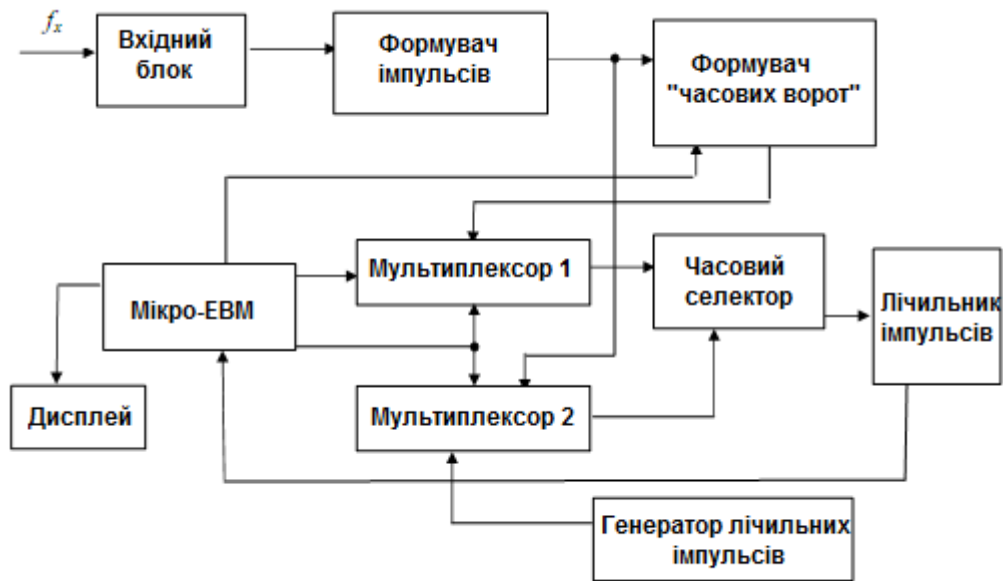 fx
Вхідний
блок
Формувач
імпульсів
Формувач
"часових ворот"
Мультиплексор 1
Часовий
селектор
Лічильник
імпульсів
Мікро-ЕВМ
Дисплей
Мультиплексор 2
Генератор лічильних
імпульсів